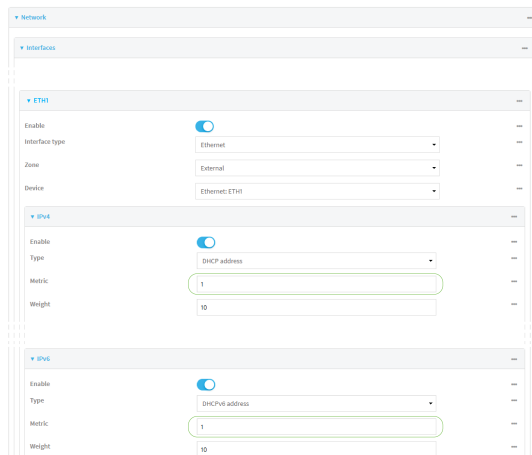 Network
Interfaces
ETH1
Enable
Interface type Ethernet
Zone External
Device Ethernet: ETH1
IPv4
Enable
Type DHCP address
Metric 1
Weight 10
IPv6
Enable
Type DHCPv6 address
Metric 1
Weight 10